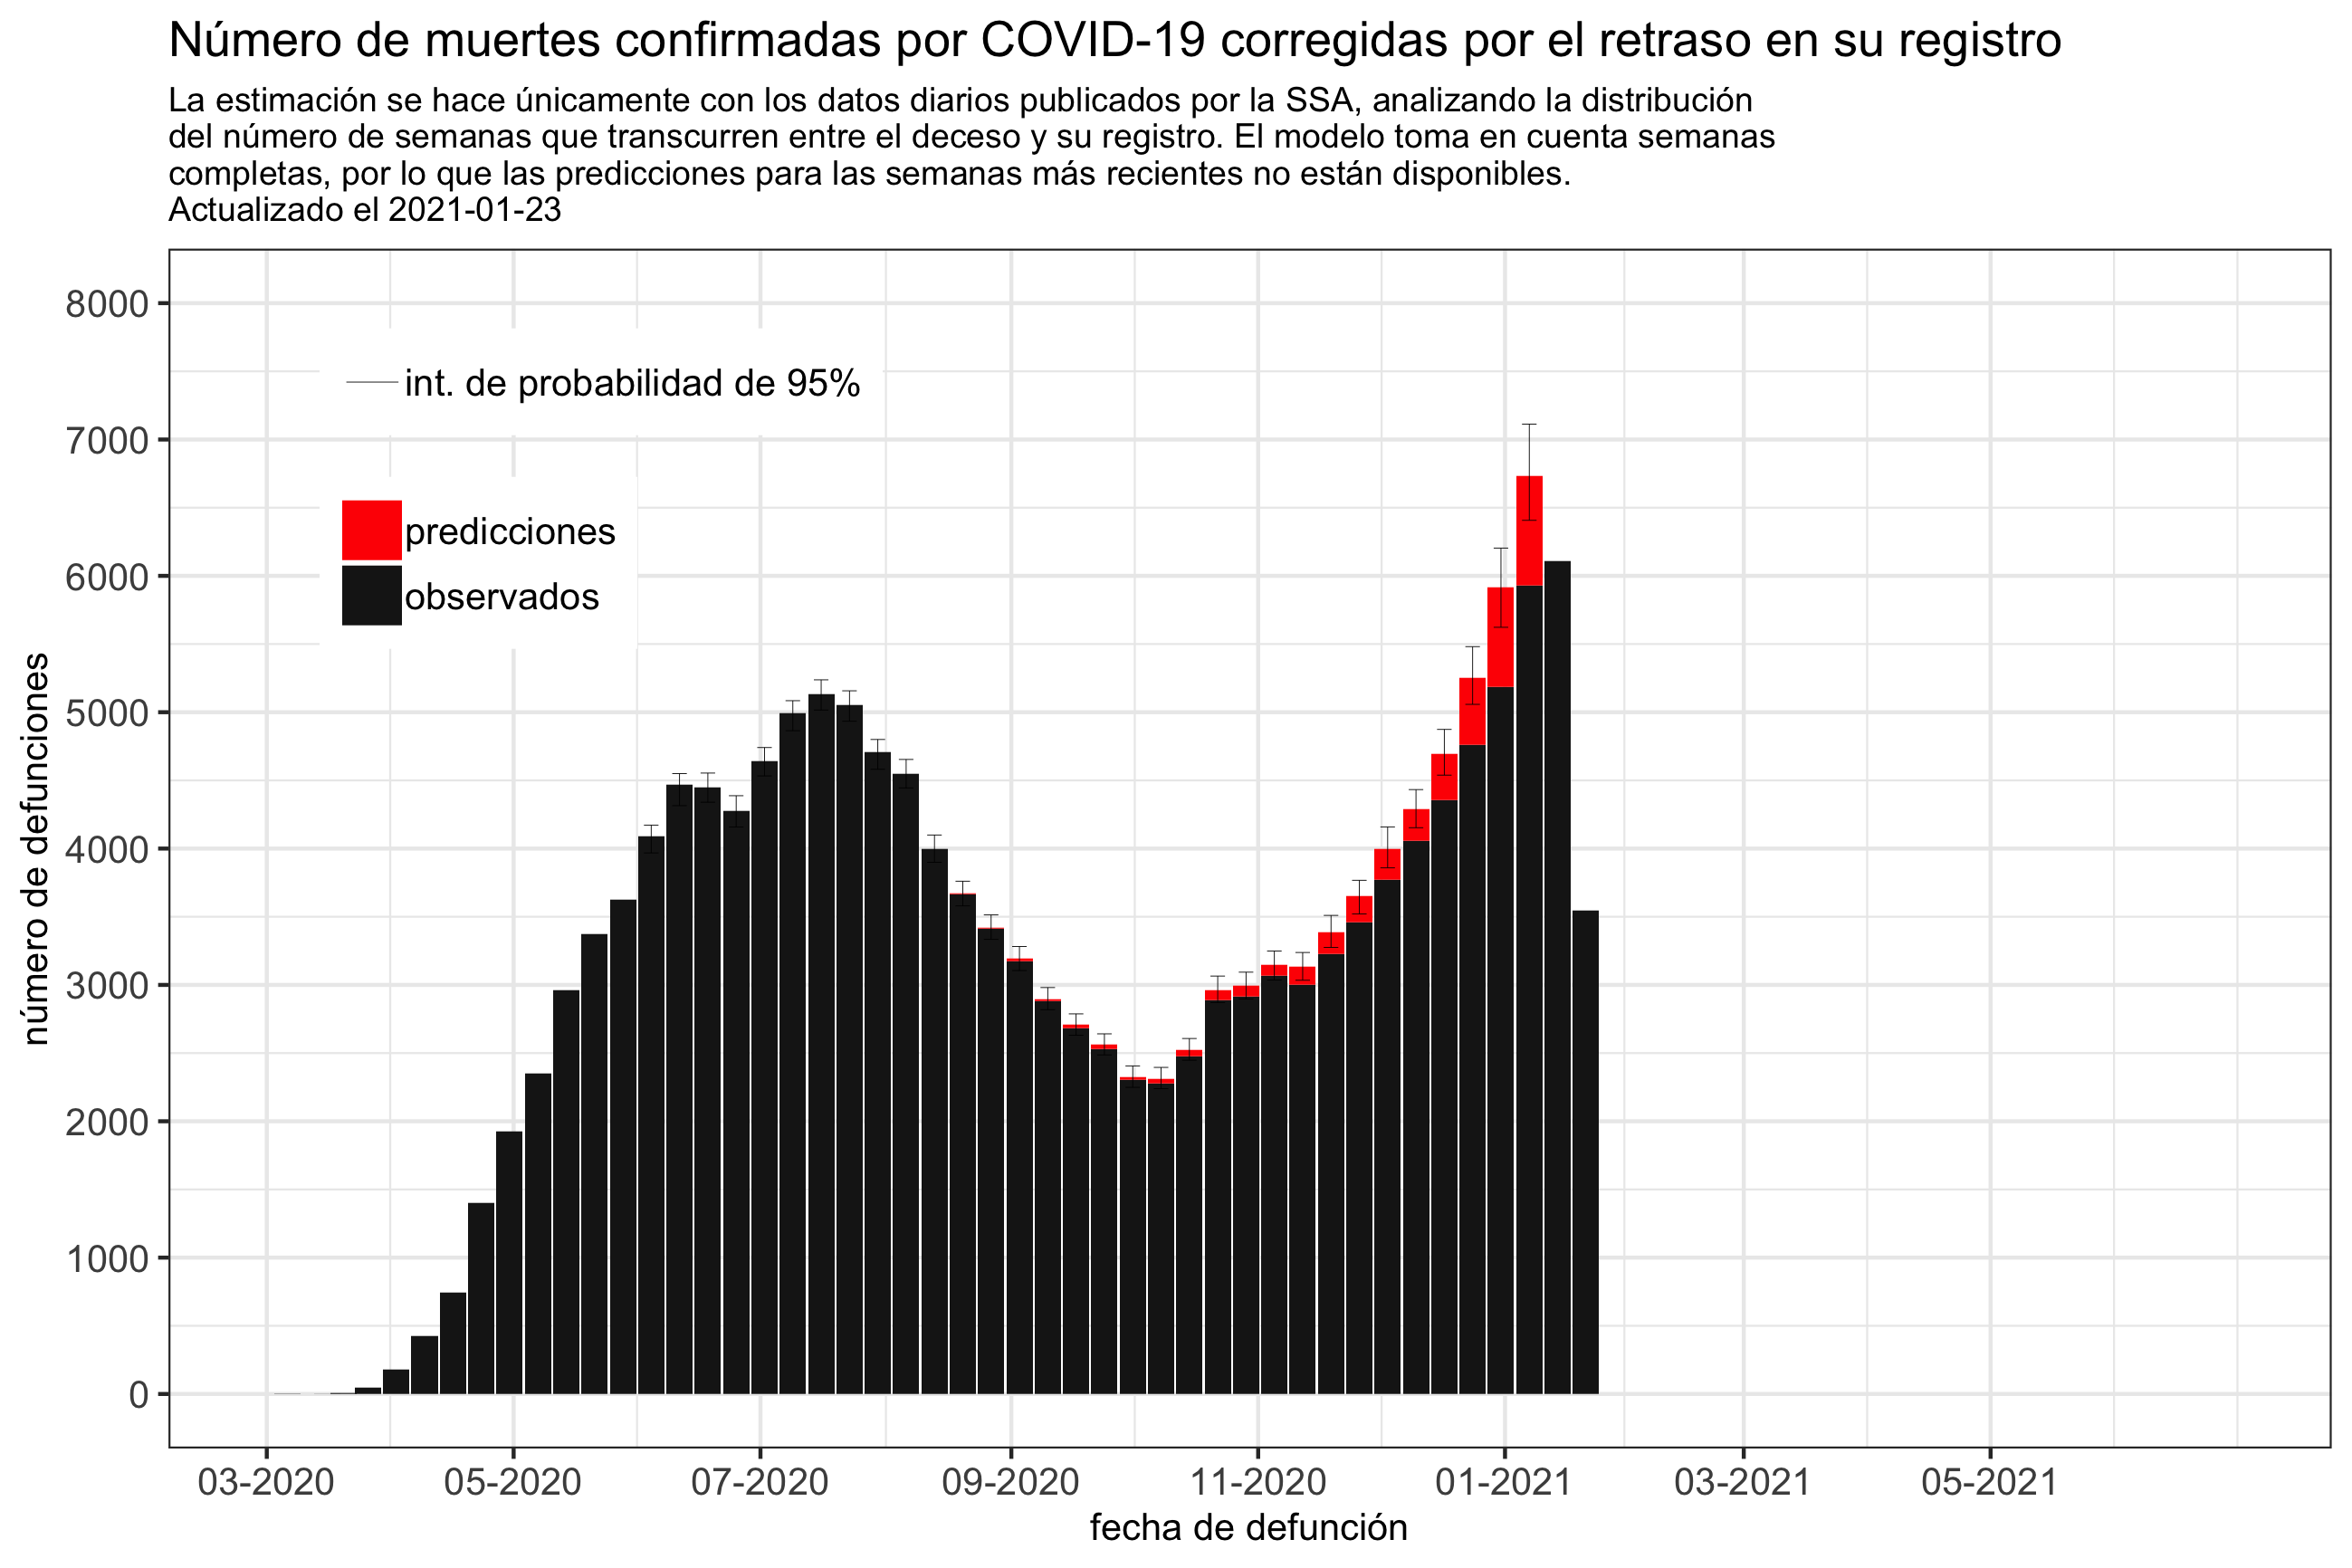 Número de muertes confirmadas por COVID-19 corregidas por el retraso en su registro
La estimación se hace únicamente con los datos diarios publicados por la SSA, analizando la distribución
del número de semanas que transcurren entre el deceso y su registro. El modelo toma en cuenta semanas
completas, por lo que las predicciones para las semanas más recientes no están disponibles.
Actualizado el 2021-01-23
8000
7000
6000
5000
4000
3000
2000
1000
0
número de defunciones
int. de probabilidad de 95%
predicciones
observados
03-2020 05-2020 07-2020 09-2020 11-2020 01-2021 03-2021 05-2021
fecha de defunción